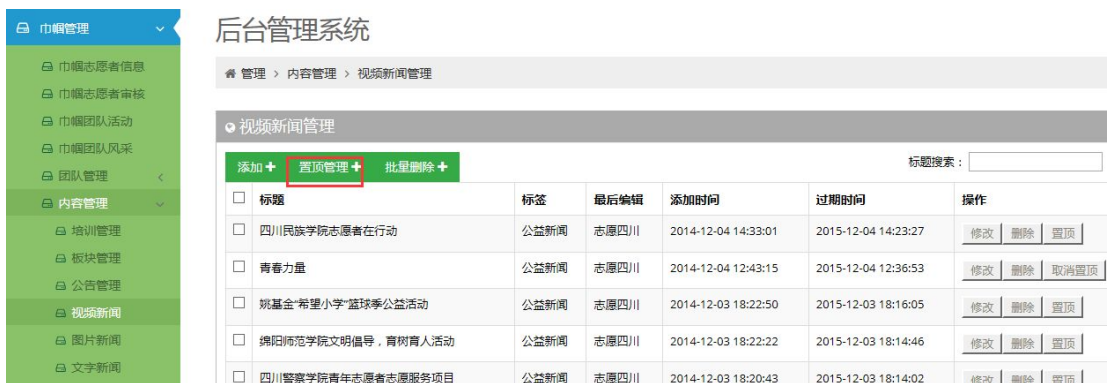 巾帼管理
巾帼志愿者信息
巾帼志愿者审核
巾帼团队活动
巾帼团队风采
团队管理
内容管理
培训管理
板块管理
公告管理
视频新闻
图片新闻
文字新闻
后台管理系统
管理 > 内容管理 > 视频新闻管理
视频新闻管理
添加 置顶管理 批量删除 标题搜索：
标题 标签 最后编辑 添加时间 过期时间 操作
四川民族学院志愿者在行动 公益新闻 志愿四川 2014-12-04 14:33:01 2015-12-04 14:23:27 修改 删除 置顶
青春力量 公益新闻 志愿四川 2014-12-04 12:43:15 2015-12-04 12:36:53 修改 删除 取消置顶
姚基金“希望小学”篮球季公益活动 公益新闻 志愿四川 2014-12-03 18:22:50 2015-12-03 18:16:05 修改 删除 置顶
绵阳师范学院文明倡导，育树育人活动 公益新闻 志愿四川 2014-12-03 18:22:22 2015-12-03 18:14:46 修改 删除 置顶
四川警察学院青年志愿者志愿服务项目 公益新闻 志愿四川 2014-12-03 18:20:43 2015-12-03 18:14:02 修改 删除 置顶